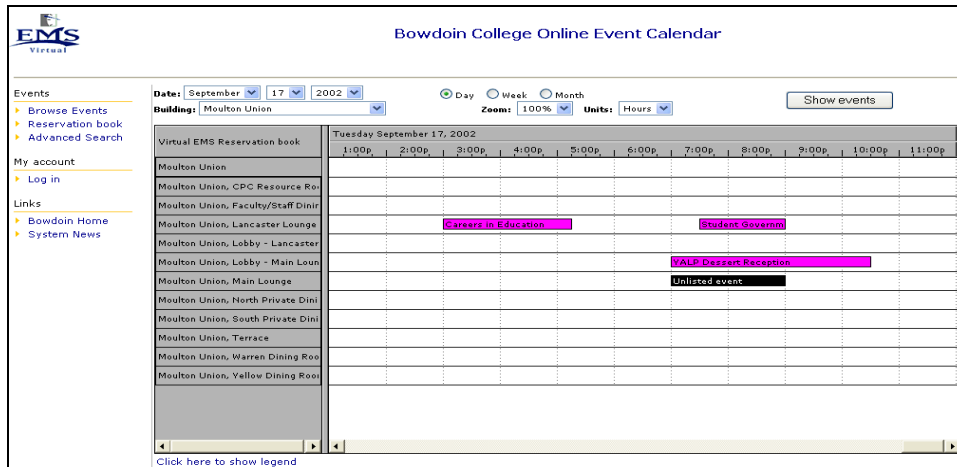 EMS
Virtual
Bowdoin College Online Event Calendar
Events
Browse Events
Reservation book
Advanced Search
My account
Log in
Links
Bowdoin Home
System News
Date: September 17 2002 Day Week Month
Building: Moulton Union Zoom: 100% Units: Hours
Show events
Virtual EMS Reservation book
Tuesday September 17, 2002
1:00p 2:00p 3:00p 4:00p 5:00p 6:00p 7:00p 8:00p 9:00p 10:00p 11:00p
Moulton Union
Moulton Union, CPC Resource Ro
Moulton Union, Faculty/Staff Dinir
Moulton Union, Lancaster Lounge Careers in Education Student Governm
Moulton Union, Lobby - Lancaster
Moulton Union, Lobby - Main Loun YALP Dessert Reception
Moulton Union, Main Lounge Unlisted event
Moulton Union, North Private Dini
Moulton Union, South Private Dini
Moulton Union, Terrace
Moulton Union, Warren Dining Roo
Moulton Union, Yellow Dining Roo
Click here to show legend